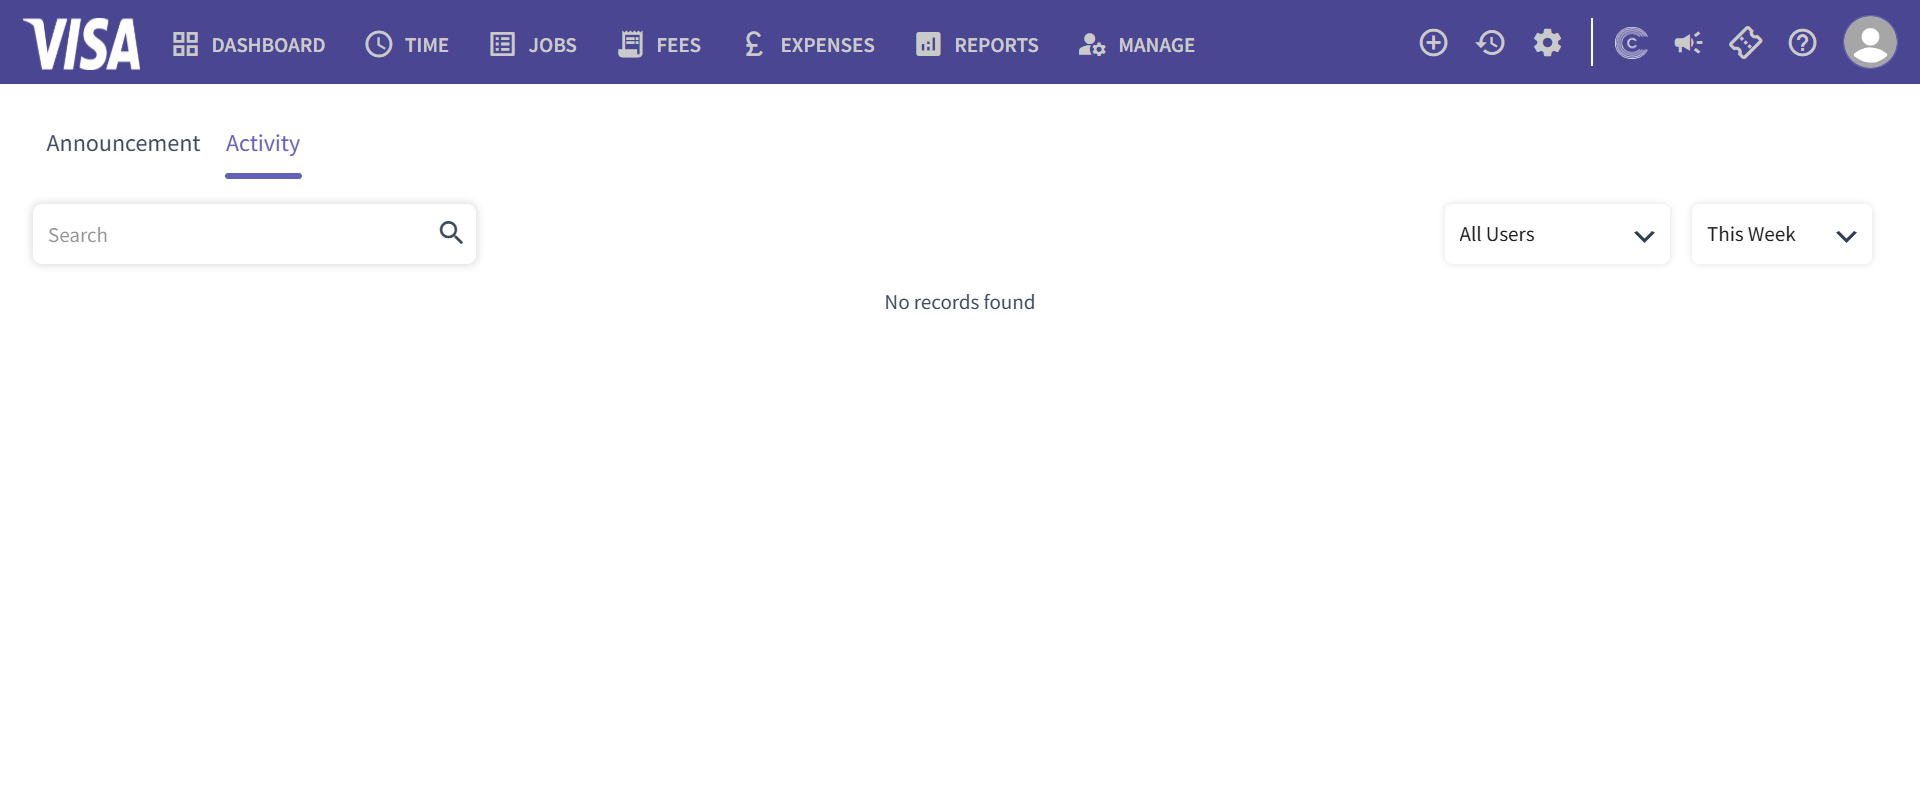 VISA DASHBOARD TIME JOBS FEES £ EXPENSES REPORTS MANAGE C ?
Announcement Activity
Search All Users This Week
No records found